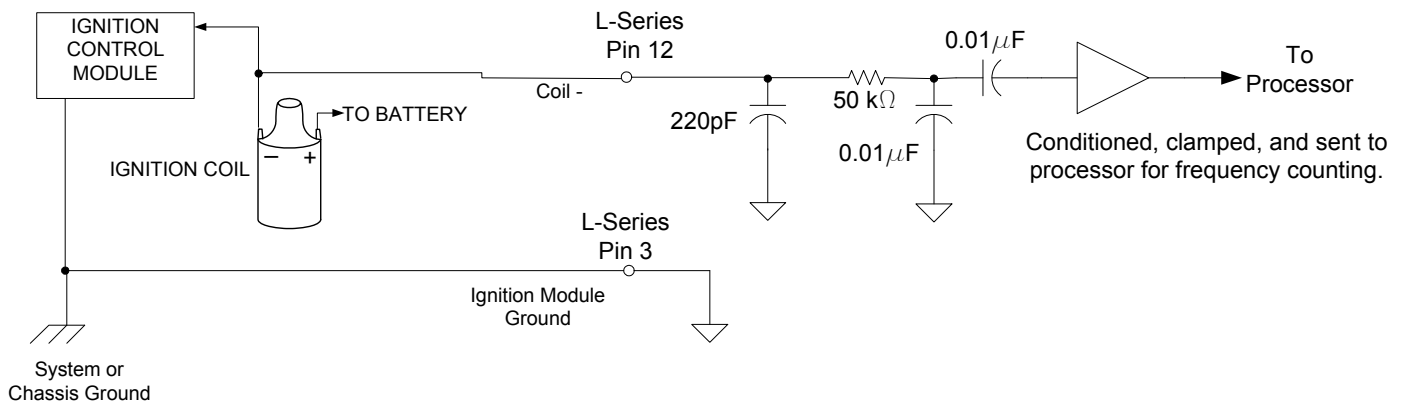 IGNITION
CONTROL
MODULE
L-Series
Pin 12
Coil -
TO BATTERY
− +
IGNITION COIL
220pF
50 kΩ
0.01μF
0.01μF
To
Processor
Conditioned, clamped, and sent to
processor for frequency counting.
L-Series
Pin 3
Ignition Module
Ground
System or
Chassis Ground